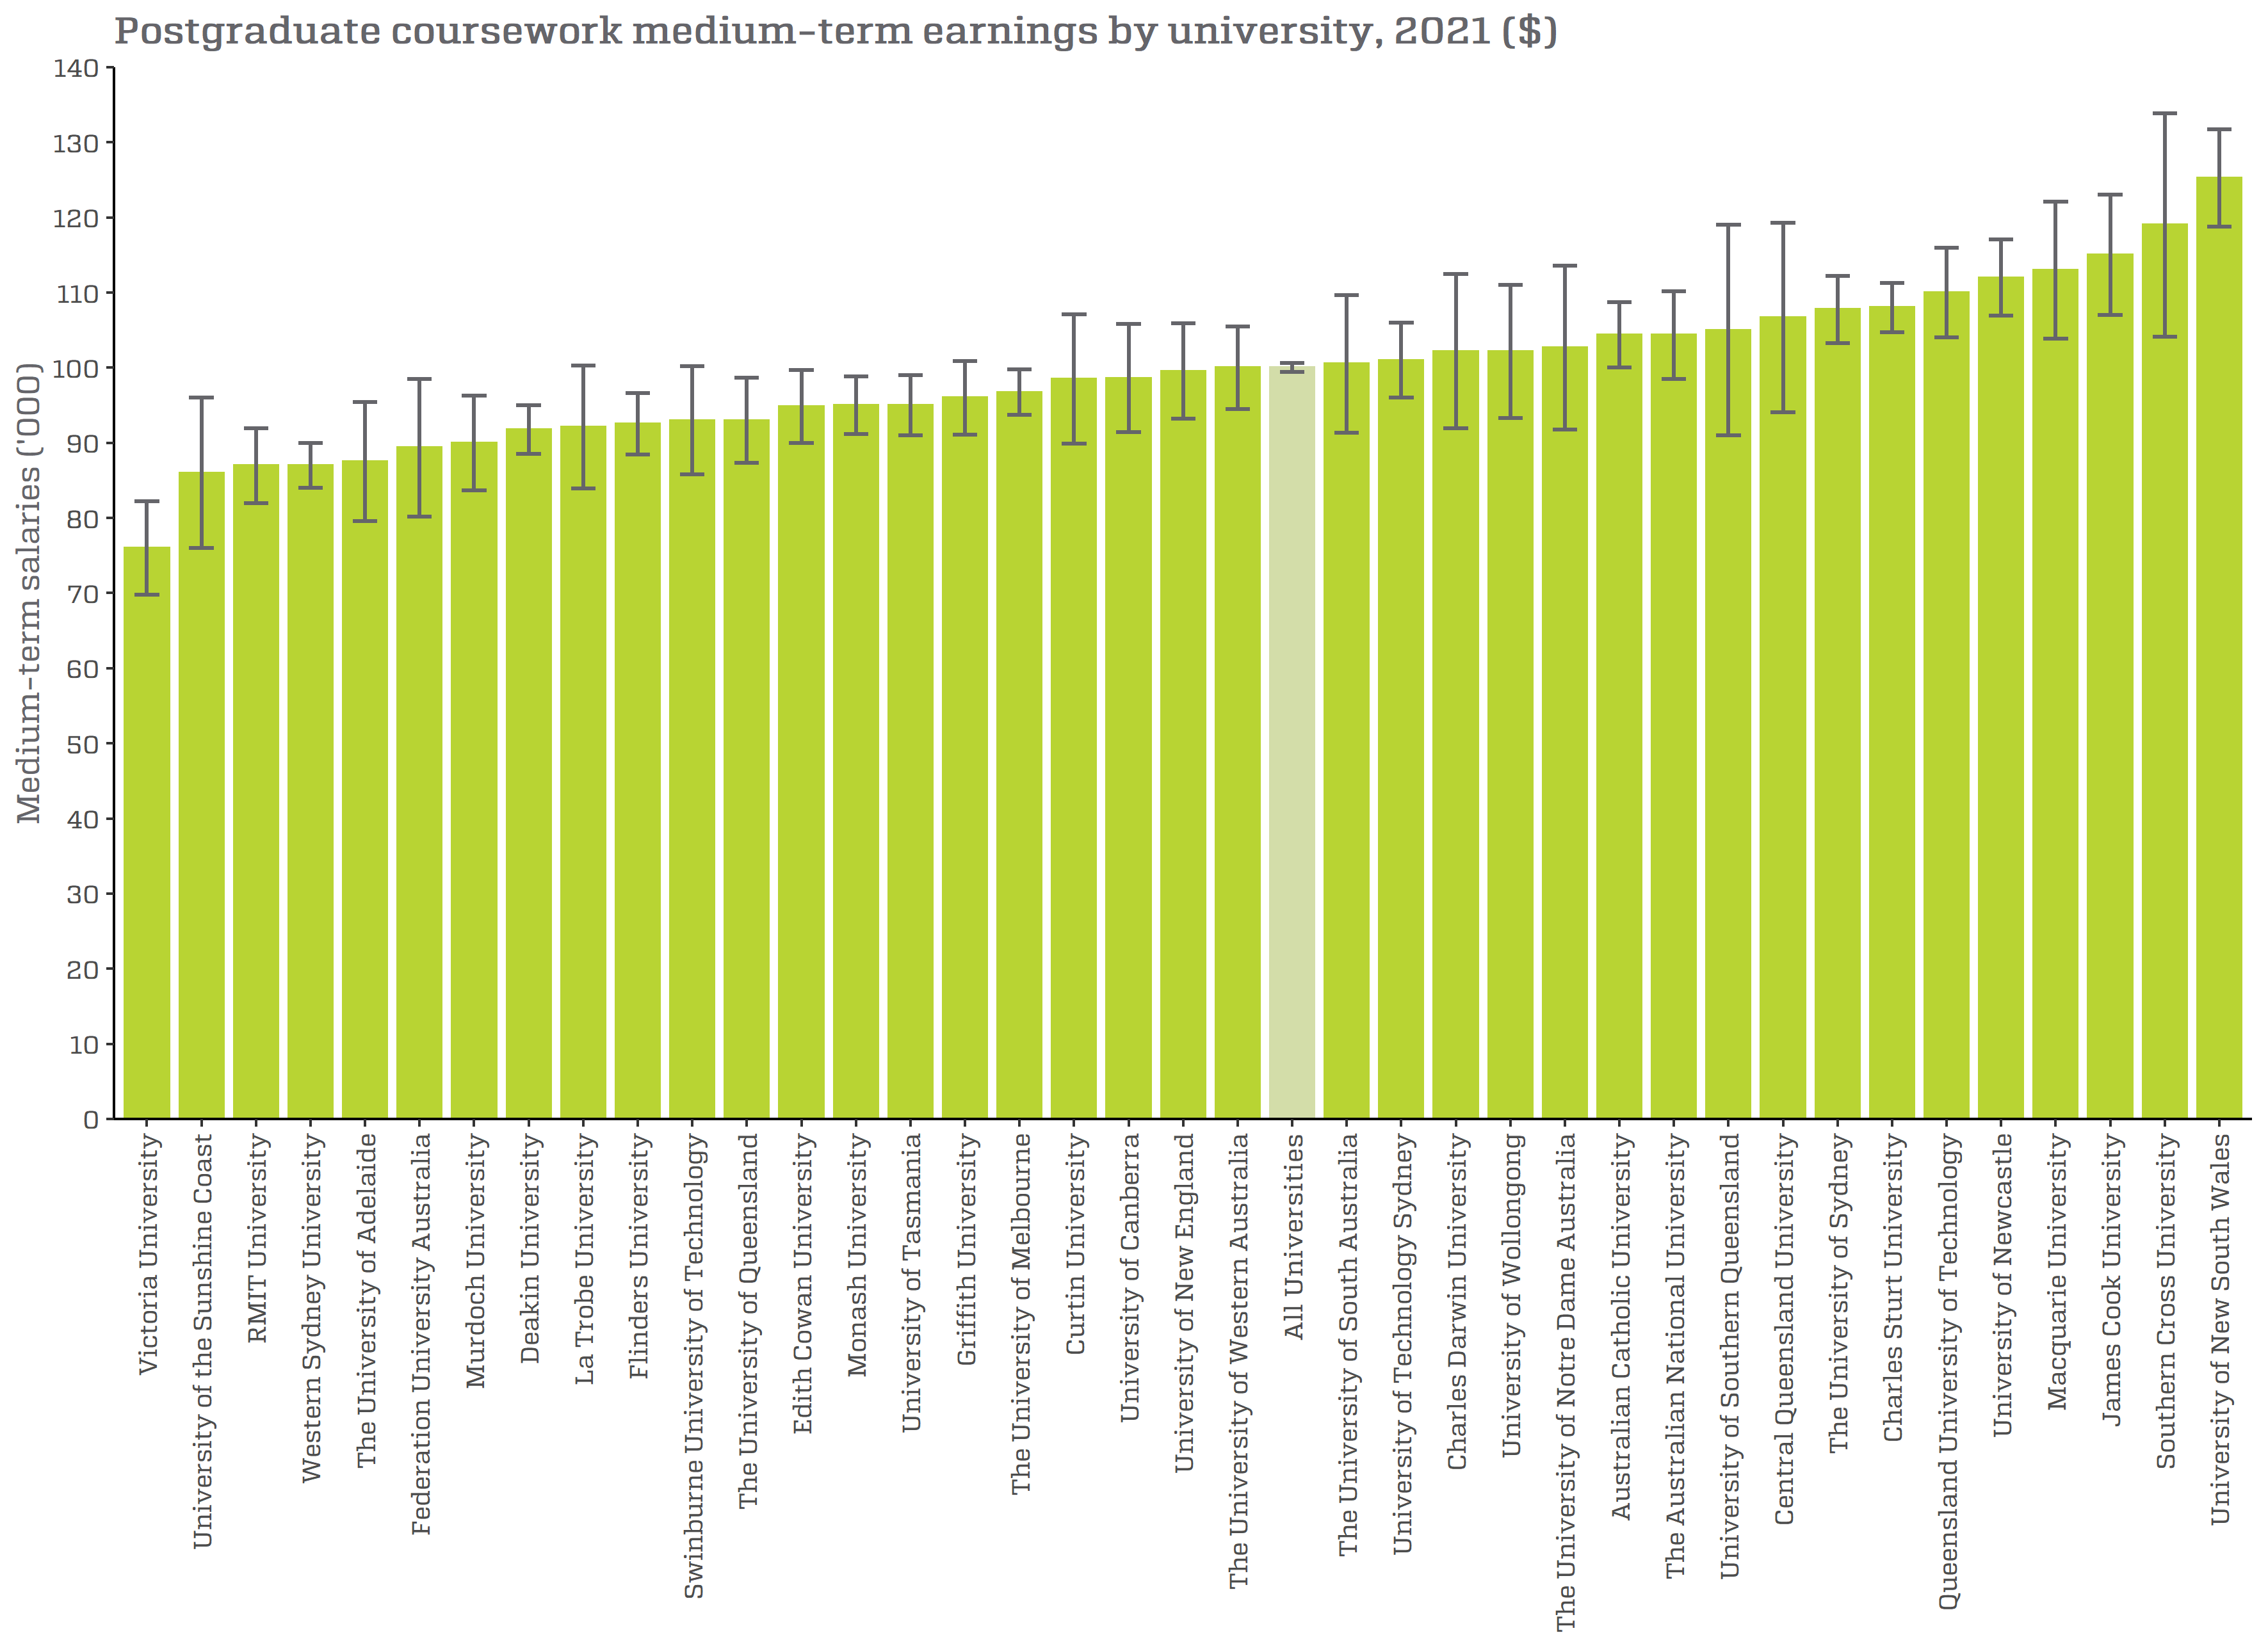 Postgraduate coursework medium-term earnings by university, 2021 ($)
Medium-term salaries ('000)
140
130
120
110
100
90
80
70
60
50
40
30
20
10
0
Victoria University
University of the Sunshine Coast
RMIT University
Western Sydney University
The University of Adelaide
Federation University Australia
Murdoch University
Deakin University
La Trobe University
Flinders University
Swinburne University of Technology
The University of Queensland
Edith Cowan University
Monash University
University of Tasmania
Griffith University
The University of Melbourne
Curtin University
University of Canberra
University of New England
The University of Western Australia
All Universities
The University of South Australia
University of Technology Sydney
Charles Darwin University
University of Wollongong
The University of Notre Dame Australia
Australian Catholic University
The Australian National University
University of Southern Queensland
Central Queensland University
The University of Sydney
Charles Sturt University
Queensland University of Technology
University of Newcastle
Macquarie University
James Cook University
Southern Cross University
University of New South Wales